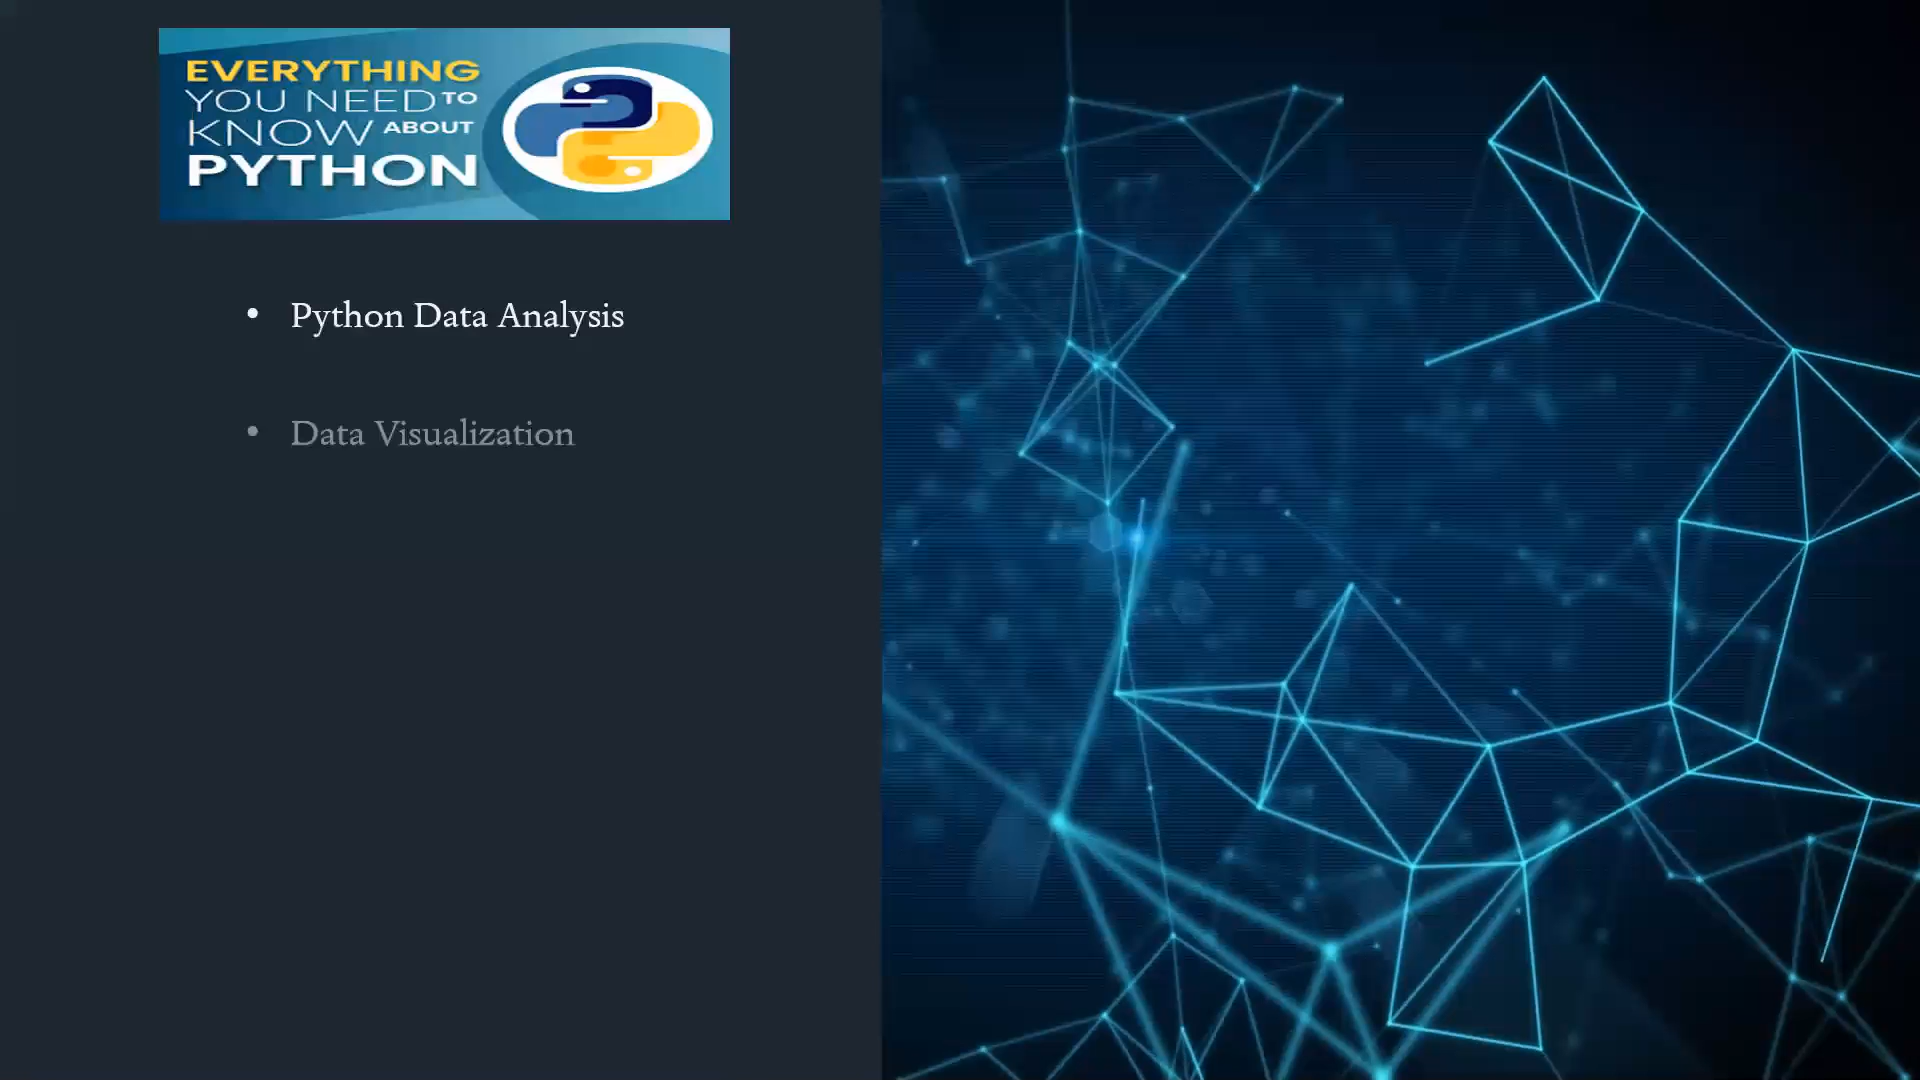 EVERYTHING
YOU NEED TO
KNOW ABOUT
PYTHON
• Python Data Analysis
• Data Visualization